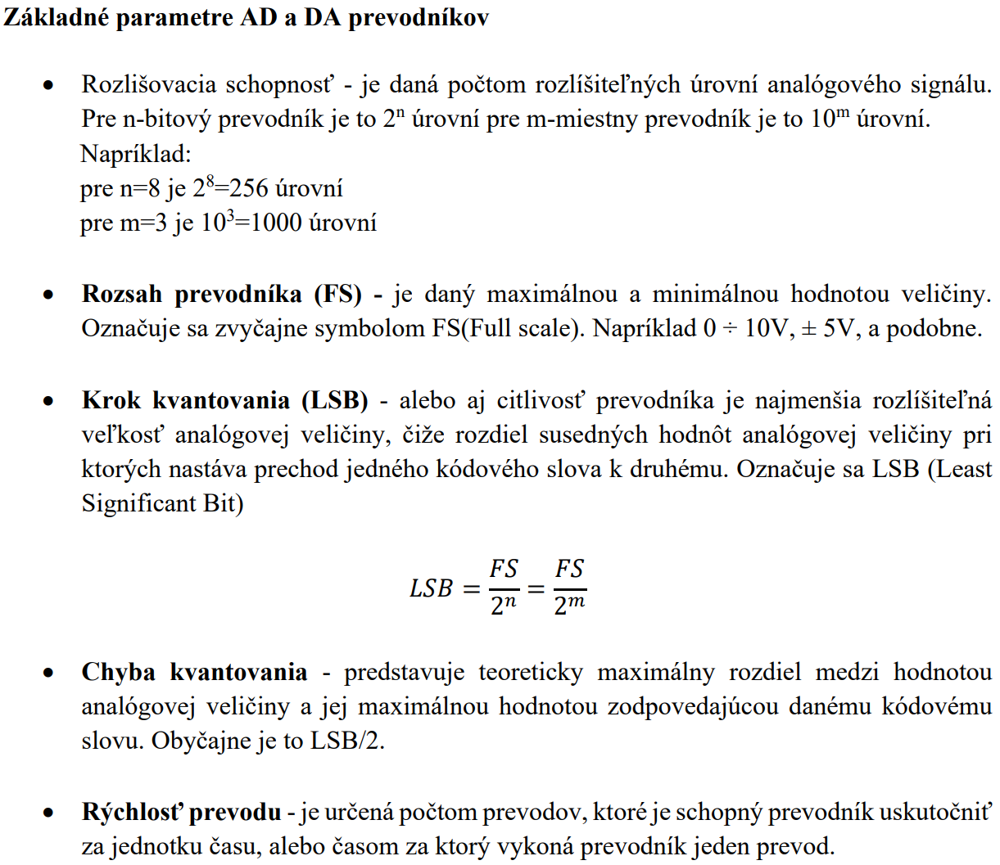 Základné parametre AD a DA prevodníkov
• Rozlišovacia schopnosť - je daná počtom rozlíšiteľných úrovní analógového signálu.
Pre n-bitový prevodník je to 2ⁿ úrovní pre m-miestny prevodník je to 10ᵐ úrovní.
Napríklad:
pre n=8 je 2⁸=256 úrovní
pre m=3 je 10³=1000 úrovní
• Rozsah prevodníka (FS) - je daný maximálnou a minimálnou hodnotou veličiny.
Označuje sa zvyčajne symbolom FS(Full scale). Napríklad 0 ÷ 10V, ± 5V, a podobne.
• Krok kvantovania (LSB) - alebo aj citlivosť prevodníka je najmenšia rozlíšiteľná
veľkosť analógovej veličiny, čiže rozdiel susedných hodnôt analógovej veličiny pri
ktorých nastáva prechod jedného kódového slova k druhému. Označuje sa LSB (Least
Significant Bit)
LSB = FS/2ⁿ = FS/2ᵐ
• Chyba kvantovania - predstavuje teoreticky maximálny rozdiel medzi hodnotou
analógovej veličiny a jej maximálnou hodnotou zodpovedajúcou danému kódovému
slovu. Obyčajne je to LSB/2.
• Rýchlosť prevodu - je určená počtom prevodov, ktoré je schopný prevodník uskutočniť
za jednotku času, alebo časom za ktorý vykoná prevodník jeden prevod.